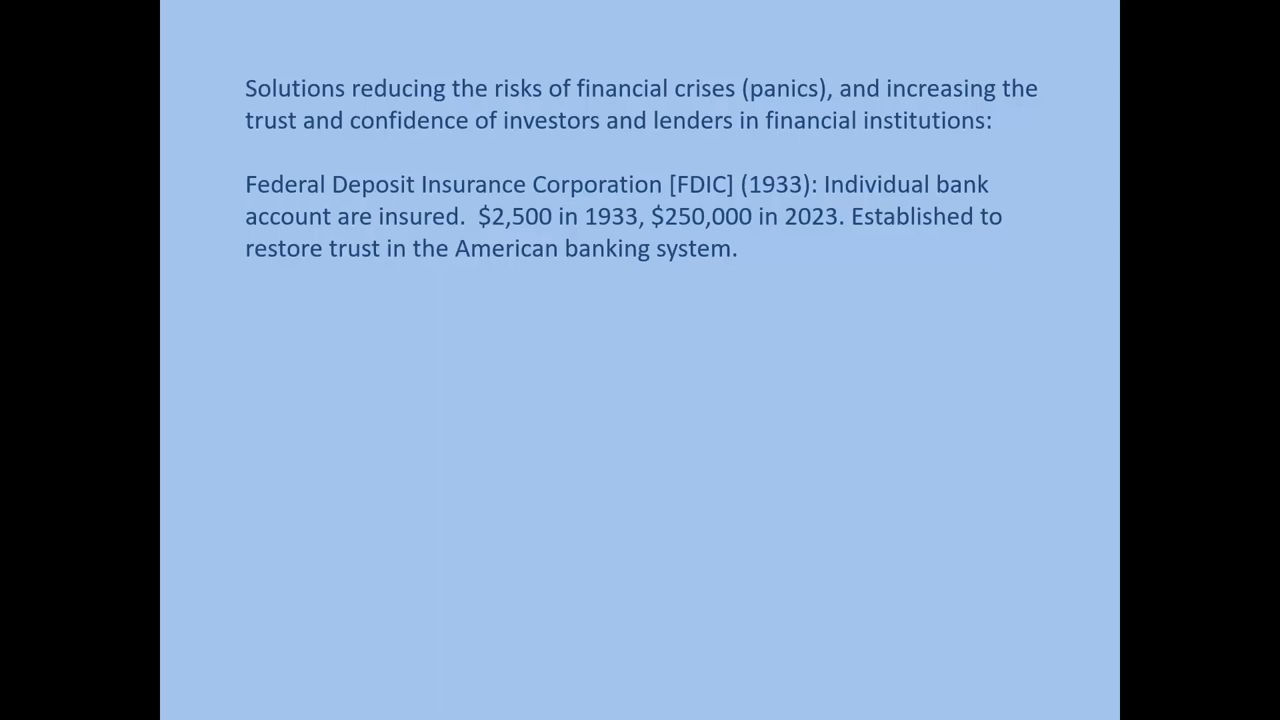 Solutions reducing the risks of financial crises (panics), and increasing the
trust and confidence of investors and lenders in financial institutions:
Federal Deposit Insurance Corporation [FDIC] (1933): Individual bank
account are insured.  $2,500 in 1933, $250,000 in 2023. Established to
restore trust in the American banking system.